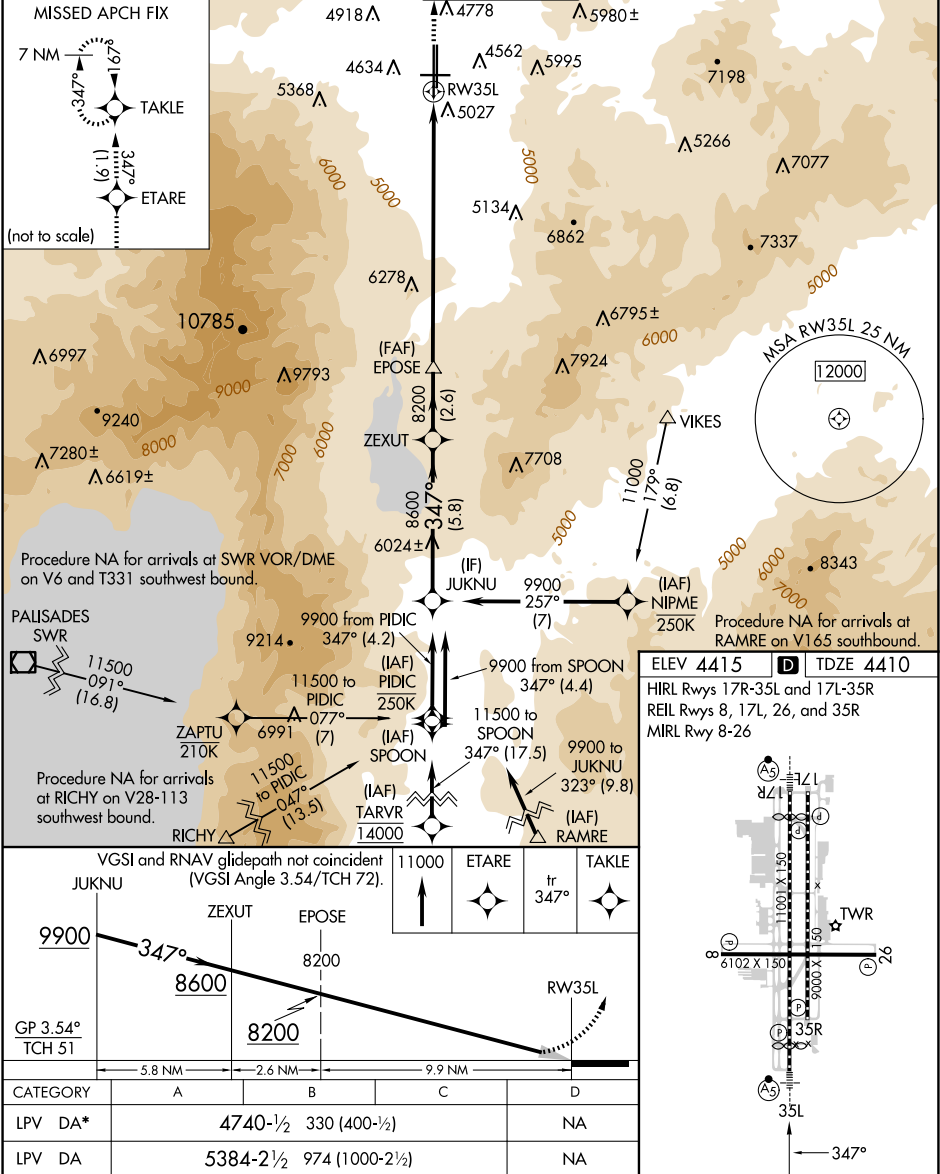 MISSED APCH FIX
7 NM
167°
347°
TAKLE
347°
(1.9)
ETARE
(not to scale)
4918
4778
5980±
4634
4562
5995
7198
5368
RW35L
5027
5266
7077
6000
5000
5000
5134
6862
7337
6278
5000
10785
6795±
6000
MSA RW35L 25 NM
12000
6997
9793
(FAF)
EPOSE
7924
9000
8200
(2.6)
9240
ZEXUT
VIKES
8000
7000
6000
7280±
6619±
7708
11000
179°
(6.8)
8600
347°
(5.8)
5000
6024±
5000
6000
7000
8343
Procedure NA for arrivals at SWR VOR/DME
on V6 and T331 southwest bound.
(IF)
JUKNU
9900
257°
(7)
(IAF)
NIPME
250K
Procedure NA for arrivals at
RAMRE on V165 southbound.
PALISADES
SWR
11500
091°
(16.8)
9214
9900 from PIDIC
347° (4.2)
(IAF)
PIDIC
250K
9900 from SPOON
347° (4.4)
11500 to
PIDIC
077°
(7)
ZAPTU
210K
6991
(IAF)
SPOON
11500 to
SPOON
347° (17.5)
9900 to
JUKNU
323° (9.8)
Procedure NA for arrivals
at RICHY on V28-113
southwest bound.
11500
to PIDIC
047°
(13.5)
RICHY
(IAF)
TARVR
14000
(IAF)
RAMRE
ELEV 4415
D
TDZE 4410
HIRL Rwys 17R-35L and 17L-35R
REIL Rwys 8, 17L, 26, and 35R
MIRL Rwy 8-26
A5
17R
17L
P
P
11001 X 150
TWR
8
6102 X 150
26
P
9000 X 150
P
P
35R
A5
35L
347°
VGSI and RNAV glidepath not coincident
(VGSI Angle 3.54/TCH 72).
11000
ETARE
tr
347°
TAKLE
JUKNU
ZEXUT
EPOSE
9900
347°
8600
8200
8200
RW35L
GP 3.54°
TCH 51
5.8 NM
2.6 NM
9.9 NM
CATEGORY A B C D
LPV DA* 4740-½ 330 (400-½) NA
LPV DA 5384-2½ 974 (1000-2½) NA